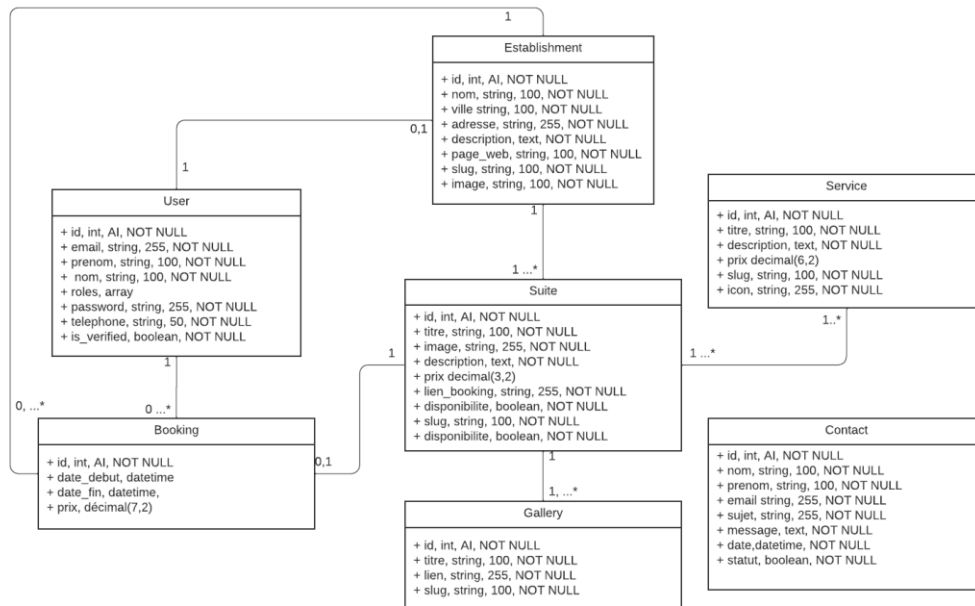 1
Establishment
+ id, int, AI, NOT NULL
+ nom, string, 100, NOT NULL
+ ville string, 100, NOT NULL
+ adresse, string, 255, NOT NULL
+ description, text, NOT NULL
+ page_web, string, 100, NOT NULL
+ slug, string, 100, NOT NULL
+ image, string, 100, NOT NULL
0,1
1
1
1 ...*
User
+ id, int, AI, NOT NULL
+ email, string, 255, NOT NULL
+ prenom, string, 100, NOT NULL
+ nom, string, 100, NOT NULL
+ roles, array
+ password, string, 255, NOT NULL
+ telephone, string, 50, NOT NULL
+ is_verified, boolean, NOT NULL
1
0, ...*
0 ...*
Service
+ id, int, AI, NOT NULL
+ titre, string, 100, NOT NULL
+ description, text, NOT NULL
+ prix decimal(6,2)
+ slug, string, 100, NOT NULL
+ icon, string, 255, NOT NULL
1..*
1 ...*
Suite
+ id, int, AI, NOT NULL
+ titre, string, 100, NOT NULL
+ image, string, 255, NOT NULL
+ description, text, NOT NULL
+ prix decimal(3,2)
+ lien_booking, string, 255, NOT NULL
+ disponibilite, boolean, NOT NULL
+ slug, string, 100, NOT NULL
+ disponibilite, boolean, NOT NULL
1
0,1
1
1, ...*
Booking
+ id, int, AI, NOT NULL
+ date_debut, datetime
+ date_fin, datetime,
+ prix, décimal(7,2)
Gallery
+ id, int, AI, NOT NULL
+ titre, string, 100, NOT NULL
+ lien, string, 255, NOT NULL
+ slug, string, 100, NOT NULL
Contact
+ id, int, AI, NOT NULL
+ nom, string, 100, NOT NULL
+ prenom, string, 100, NOT NULL
+ email string, 255, NOT NULL
+ sujet, string, 255, NOT NULL
+ message, text, NOT NULL
+ date,datetime, NOT NULL
+ statut, boolean, NOT NULL